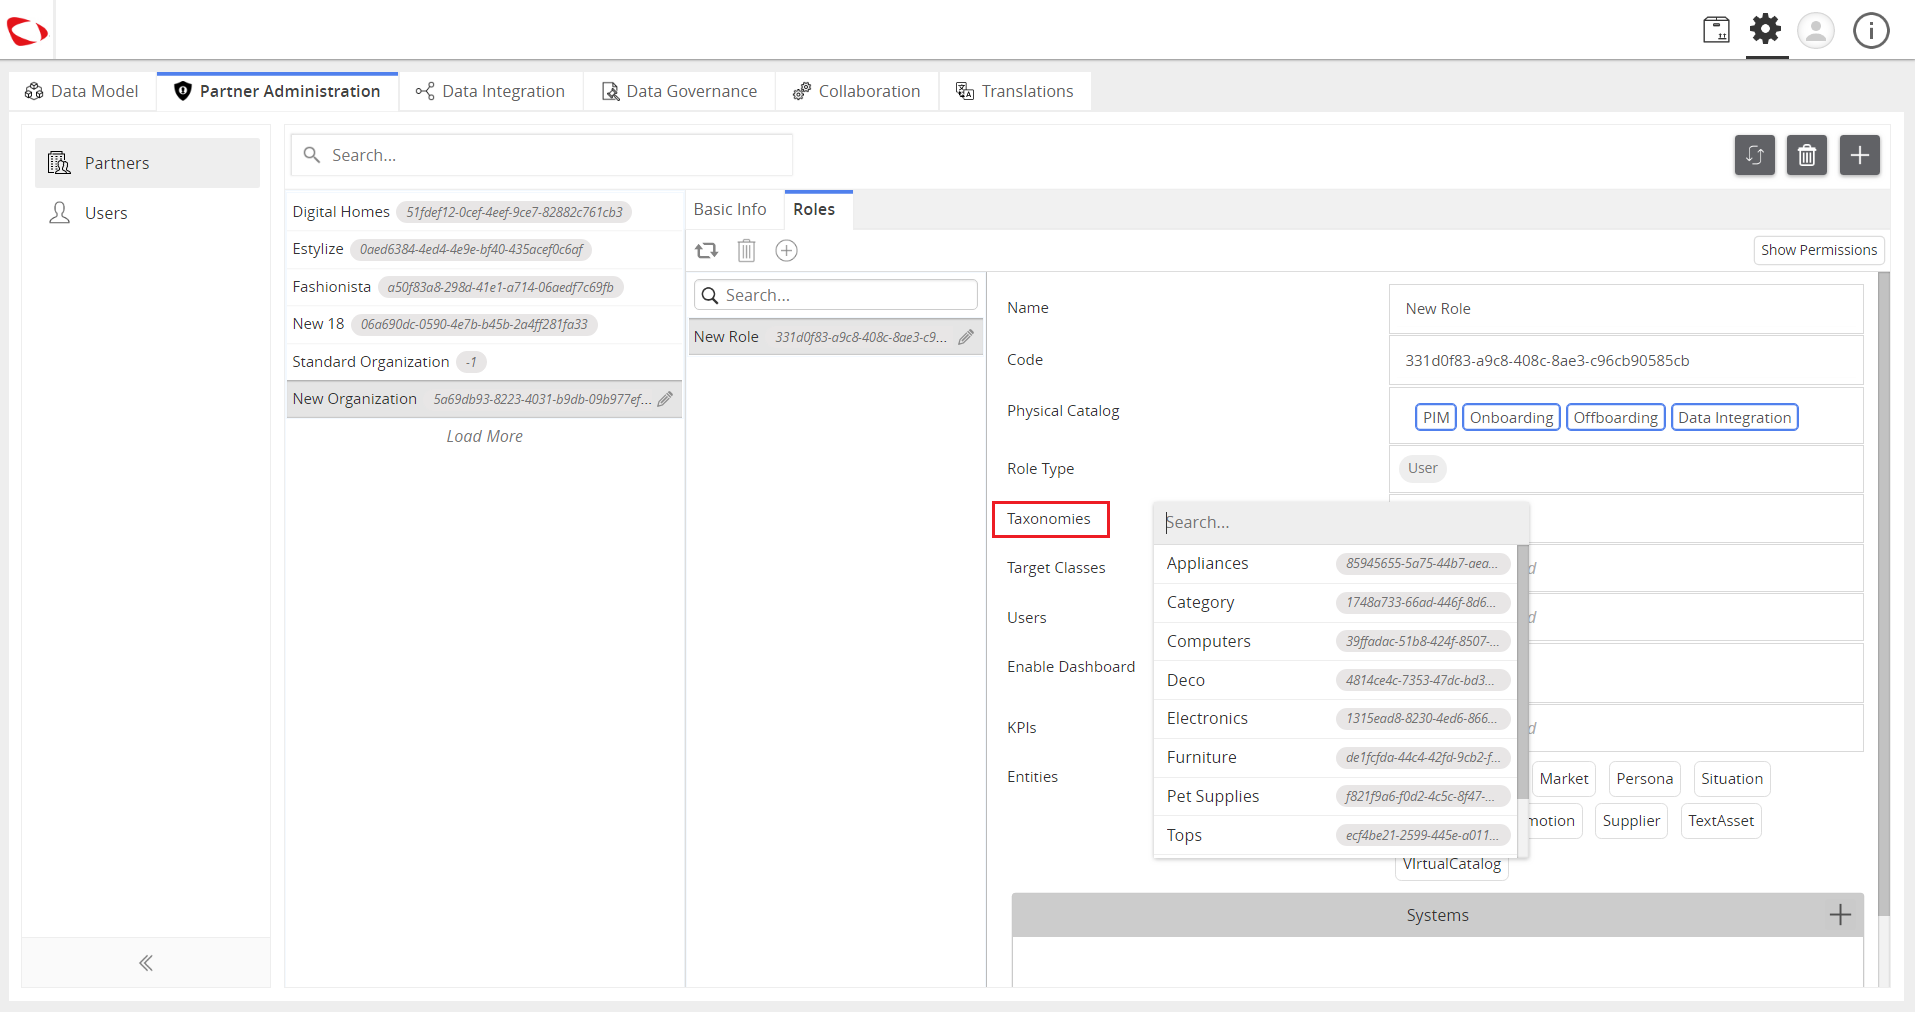 Data Model
Partner Administration
Data Integration
Data Governance
Collaboration
Translations
Partners
Users
Search...
Digital Homes 51fdef12-0cef-4eef-9ce7-82882c761cb3
Estylize 0aed6384-4ed4-4e9e-bf40-435acef0c6af
Fashionista a50f83a8-298d-41e1-a714-06aedf7c69fb
New 18 06a690dc-0590-4e7b-b45b-2a4ff281fa33
Standard Organization -1
New Organization 5a69db93-8223-4031-b9db-09b977ef...
Load More
Basic Info
Roles
Show Permissions
Search...
New Role 331d0f83-a9c8-408c-8ae3-c9...
Name New Role
Code 331d0f83-a9c8-408c-8ae3-c96cb90585cb
Physical Catalog PIM Onboarding Offboarding Data Integration
Role Type User
Taxonomies
Target Classes
Users
Enable Dashboard
KPIs
Entities
Search...
Appliances 85945655-5a75-44b7-aea...
Category 1748a733-66ad-446f-8d6...
Computers 39ffadac-51b8-424f-8507-...
Deco 4814ce4c-7353-47dc-bd3...
Electronics 1315ead8-8230-4ed6-866...
Furniture de1fcfda-44c4-42fd-9cb2-f...
Pet Supplies f821f9a6-f0d2-4c5c-8f47-...
Tops ecf4be21-2599-445e-a011...
d
d
d
Market Persona Situation
motion Supplier TextAsset
VIrtualCatalog
Systems